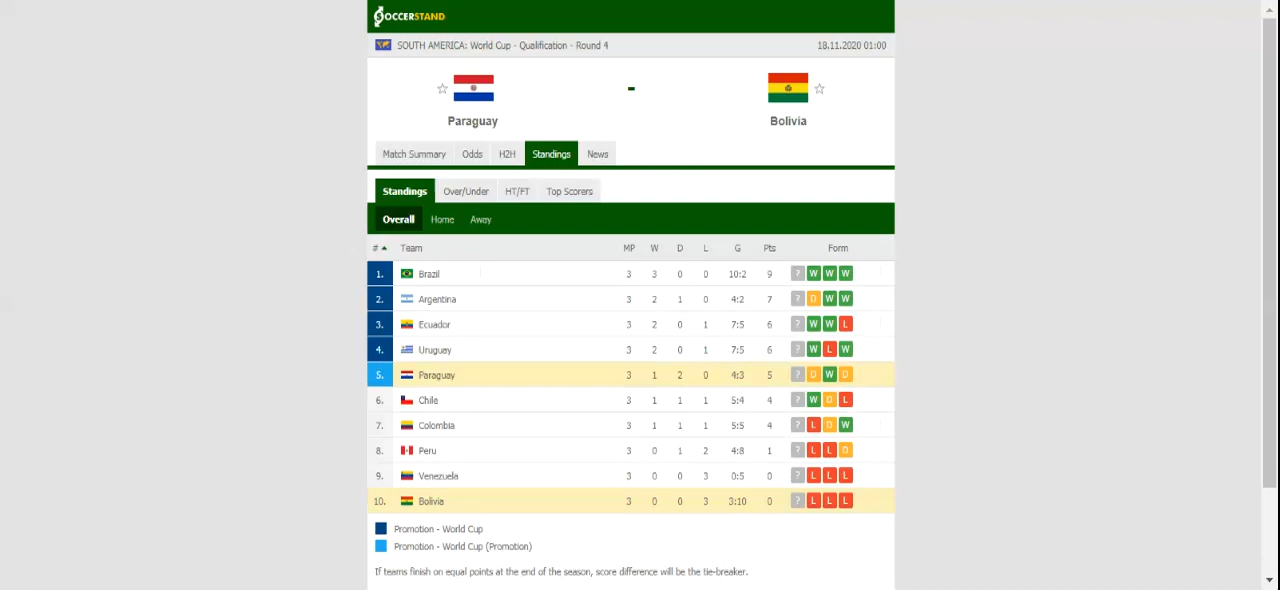 SOCCERSTAND
SOUTH AMERICA: World Cup - Qualification - Round 4 18.11.2020 01:00
-
Paraguay Bolivia
Match Summary Odds H2H Standings News
Standings Over/Under HT/FT Top Scorers
Overall Home Away
# Team MP W D L G Pts Form
1. Brazil 3 3 0 0 10:2 9 ? W W W
2. Argentina 3 2 1 0 4:2 7 ? D W W
3. Ecuador 3 2 0 1 7:5 6 ? W W L
4. Uruguay 3 2 0 1 7:5 6 ? W L W
5. Paraguay 3 1 2 0 4:3 5 ? D W D
6. Chile 3 1 1 1 5:4 4 ? W D L
7. Colombia 3 1 1 1 5:5 4 ? L D W
8. Peru 3 0 1 2 4:8 1 ? L L D
9. Venezuela 3 0 0 3 0:5 0 ? L L L
10. Bolivia 3 0 0 3 3:10 0 ? L L L
Promotion - World Cup
Promotion - World Cup (Promotion)
If teams finish on equal points at the end of the season, score difference will be the tie-breaker.